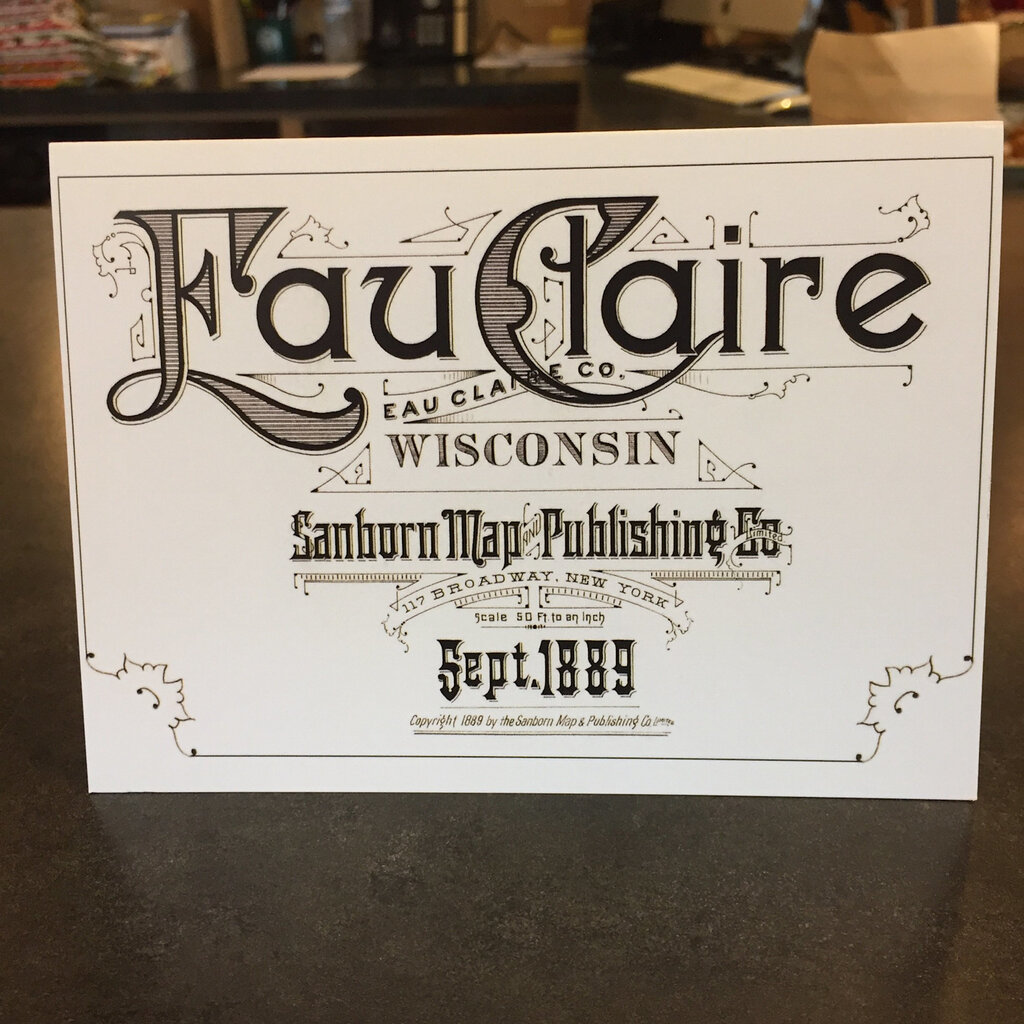 Eau Claire
EAU CLAIRE CO.
WISCONSIN
Sanborn Map AND Publishing Co Limited
117 BROADWAY, NEW YORK
Scale 50 Ft. to an Inch
Sept. 1889
Copyright 1889 by the Sanborn Map & Publishing Co. Limited